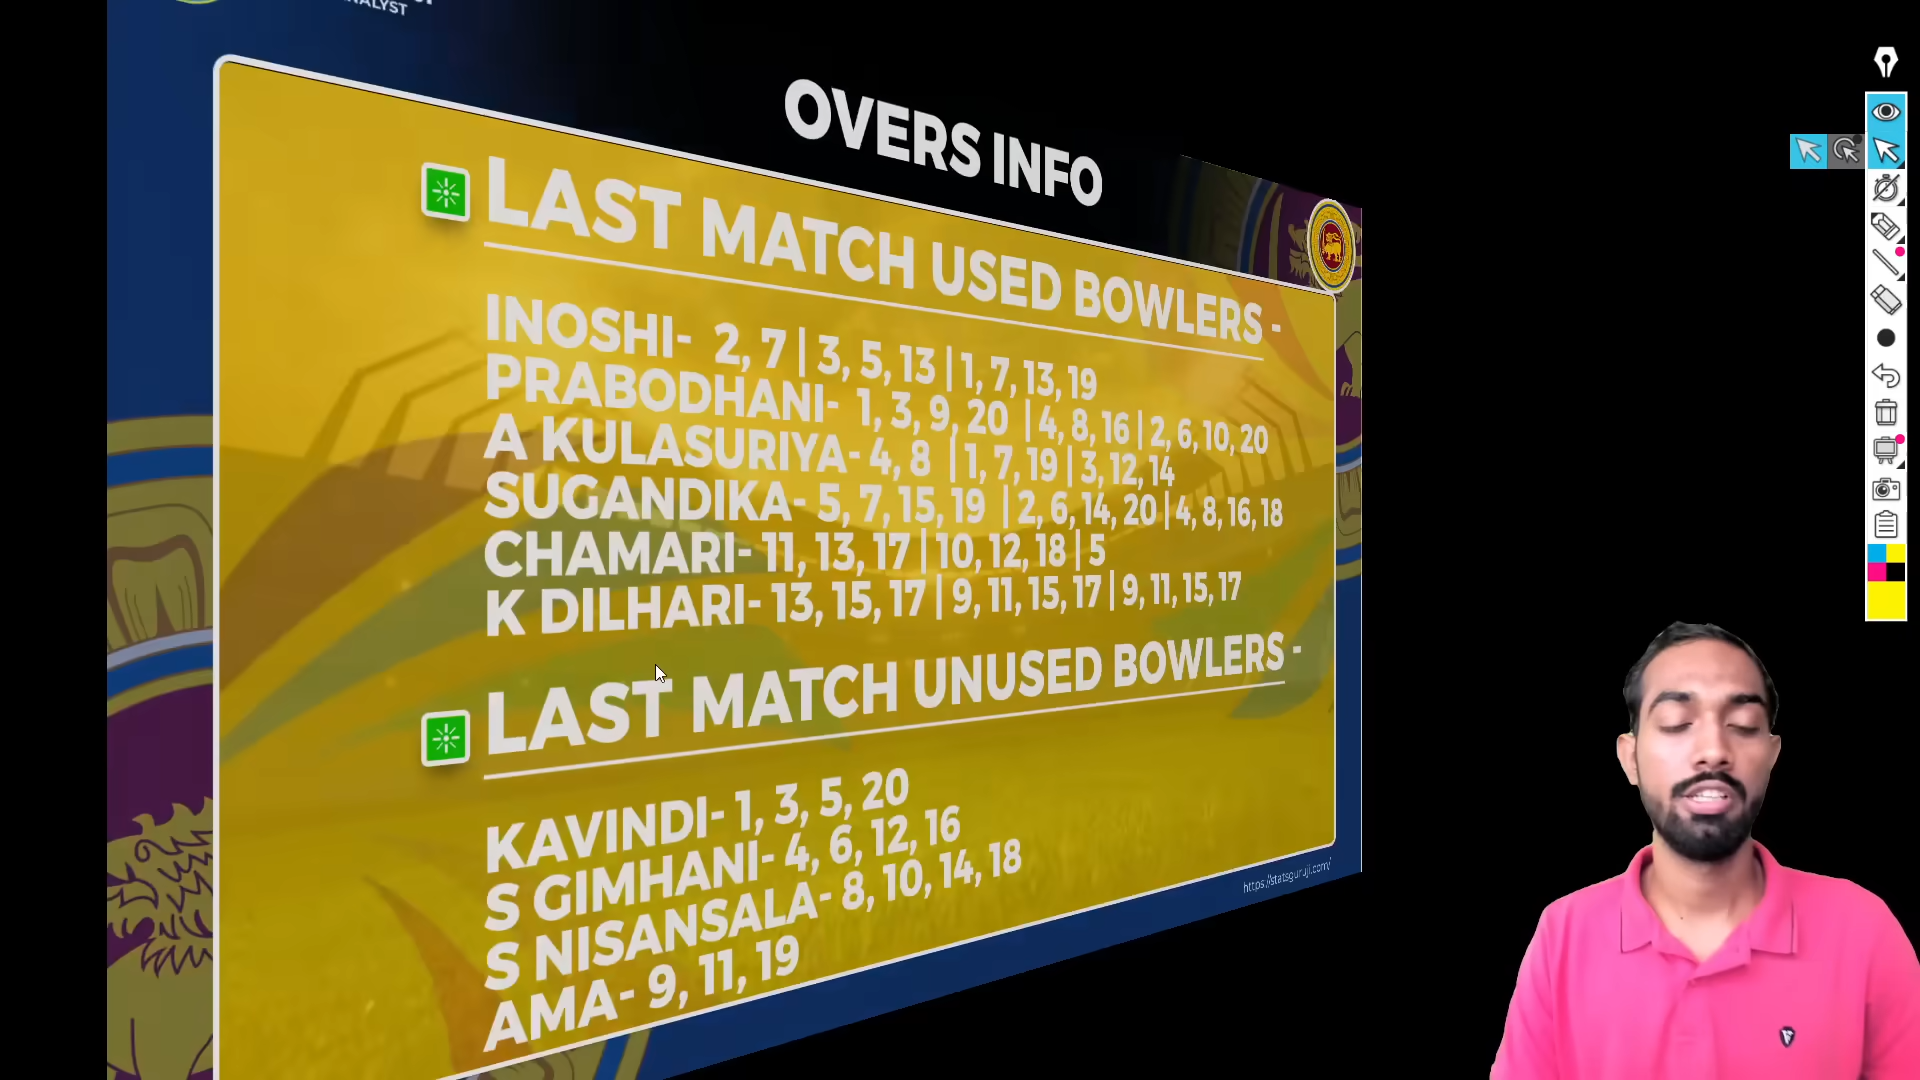 ANALYST
OVERS INFO
LAST MATCH USED BOWLERS -
INOSHI- 2, 7 | 3, 5, 13 | 1, 7, 13, 19
PRABODHANI- 1, 3, 9, 20 | 4, 8, 16 | 2, 6, 10, 20
A KULASURIYA- 4, 8 | 1, 7, 19 | 3, 12, 14
SUGANDIKA- 5, 7, 15, 19 | 2, 6, 14, 20 | 4, 8, 16, 18
CHAMARI- 11, 13, 17 | 10, 12, 18 | 5
K DILHARI- 13, 15, 17 | 9, 11, 15, 17 | 9, 11, 15, 17
LAST MATCH UNUSED BOWLERS -
KAVINDI- 1, 3, 5, 20
S GIMHANI- 4, 6, 12, 16
S NISANSALA- 8, 10, 14, 18
AMA- 9, 11, 19
https://statsguruji.com/